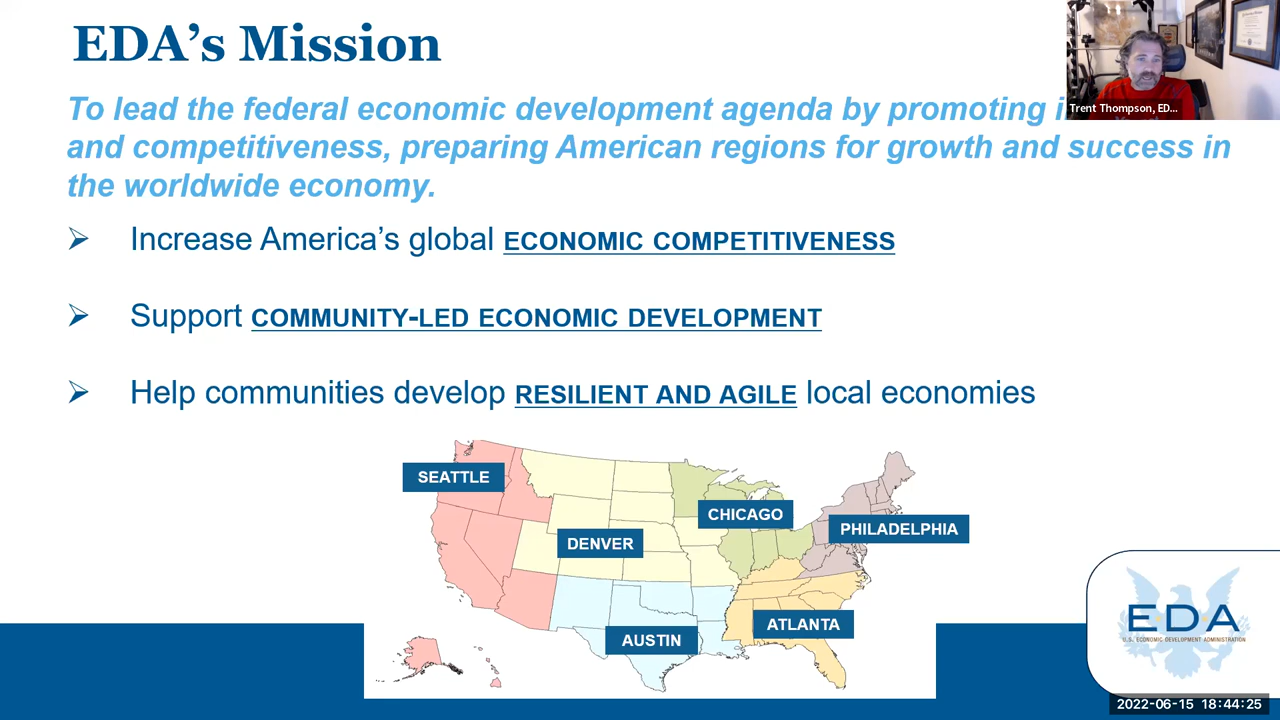 EDA's Mission
To lead the federal economic development agenda by promoting
and competitiveness, preparing American regions for growth and success in
the worldwide economy.
Trent Thompson, ED...
➢ Increase America's global ECONOMIC COMPETITIVENESS
➢ Support COMMUNITY-LED ECONOMIC DEVELOPMENT
➢ Help communities develop RESILIENT AND AGILE local economies
SEATTLE
CHICAGO
PHILADELPHIA
DENVER
ATLANTA
AUSTIN
EDA
U.S. ECONOMIC DEVELOPMENT ADMINISTRATION
2022-06-15 18:44:25